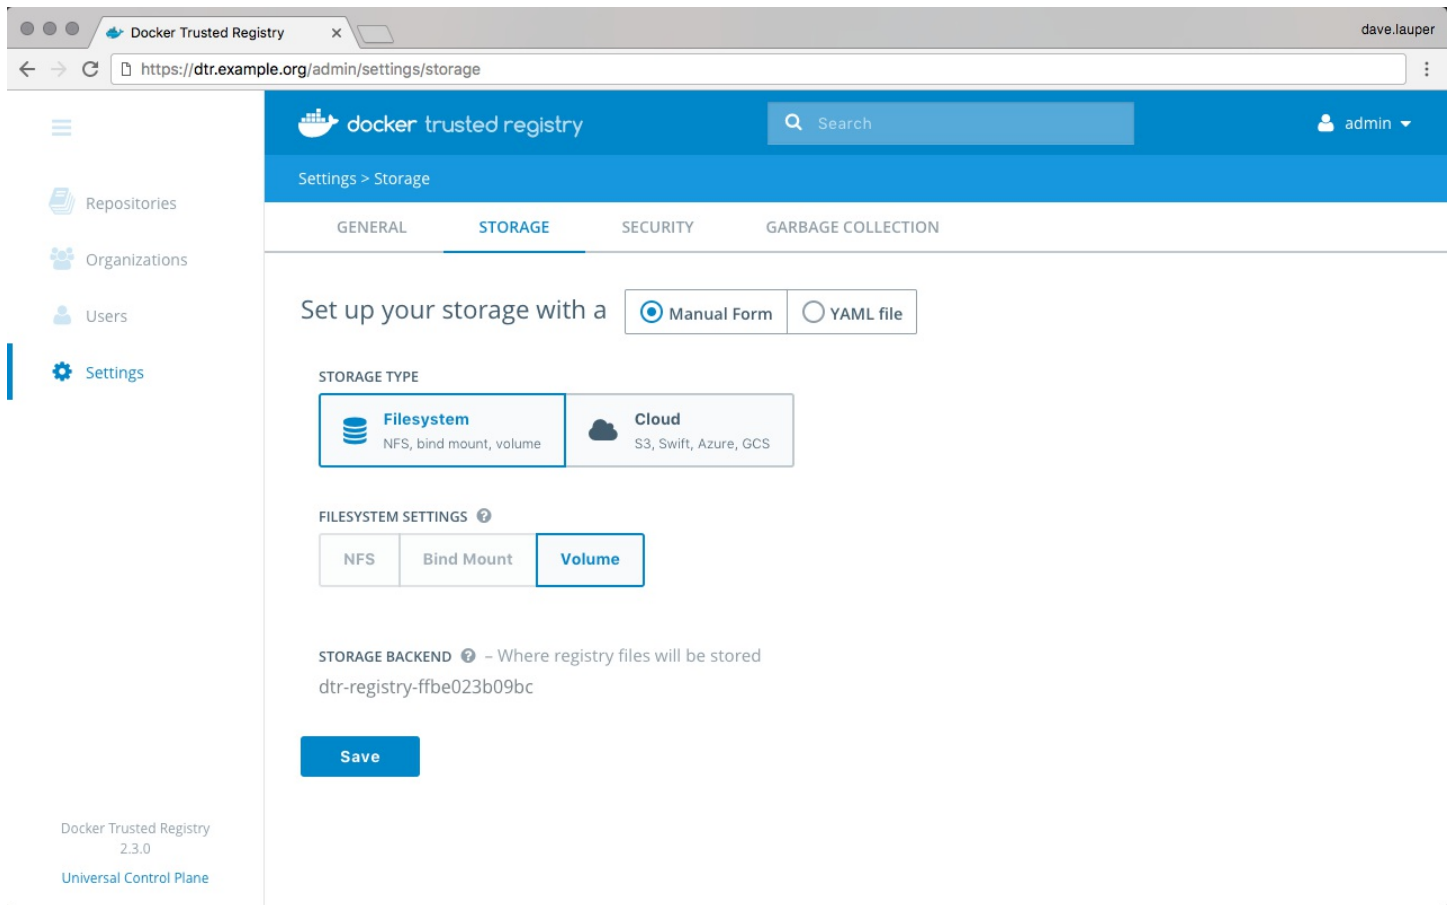 Docker Trusted Registry
dave.lauper
https://dtr.example.org/admin/settings/storage
docker trusted registry
Search
admin
Settings > Storage
Repositories
Organizations
Users
Settings
GENERAL STORAGE SECURITY GARBAGE COLLECTION
Set up your storage with a Manual Form YAML file
STORAGE TYPE
Filesystem
NFS, bind mount, volume
Cloud
S3, Swift, Azure, GCS
FILESYSTEM SETTINGS ?
NFS Bind Mount Volume
STORAGE BACKEND ? – Where registry files will be stored
dtr-registry-ffbe023b09bc
Save
Docker Trusted Registry
2.3.0
Universal Control Plane